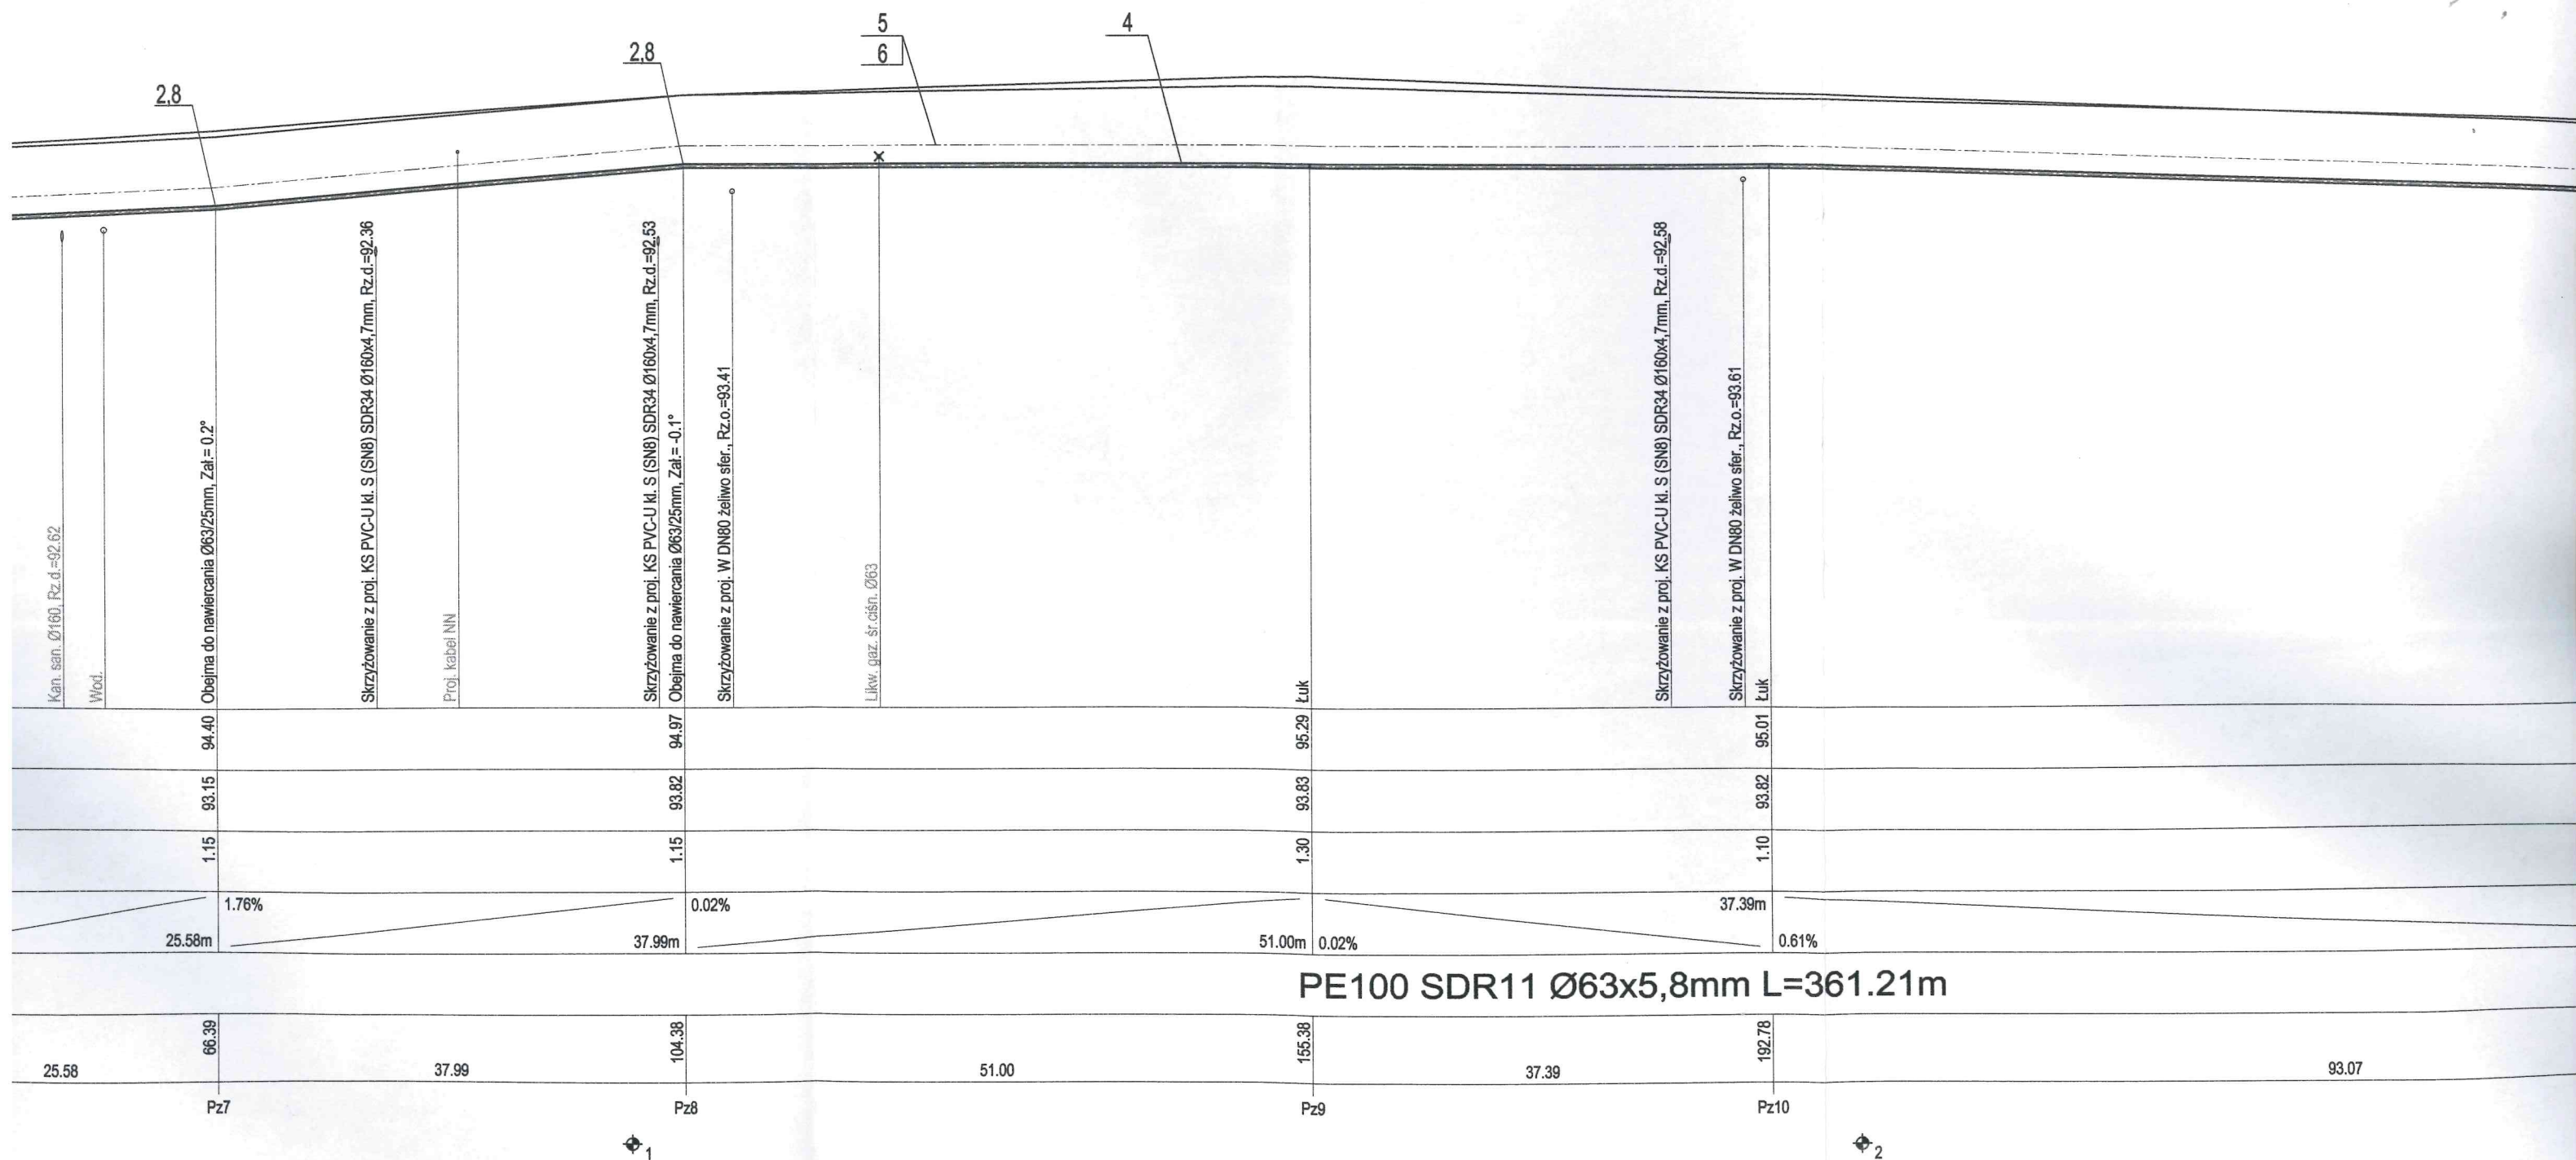 5
6
4
2,8
2,8
Kan. san. Ø160, Rz.d.=92.62
Wod.
Obejma do nawiercania Ø63/25mm, Zał.= 0.2°
Skrzyżowanie z proj. KS PVC-U kl. S (SN8) SDR34 Ø160x4,7mm, Rz.d.=92.36
Proj. kabel NN
Skrzyżowanie z proj. KS PVC-U kl. S (SN8) SDR34 Ø160x4,7mm, Rz.d.=92.53
Obejma do nawiercania Ø63/25mm, Zał.= -0.1°
Skrzyżowanie z proj. W DN80 żeliwo sfer., Rz.o.=93.41
Likw. gaz. śr.ciśn. Ø63
Łuk
Skrzyżowanie z proj. KS PVC-U kl. S (SN8) SDR34 Ø160x4,7mm, Rz.d.=92.58
Skrzyżowanie z proj. W DN80 żeliwo sfer., Rz.o.=93.61
Łuk
94.40 94.97 95.29 95.01
93.15 93.82 93.83 93.82
1.15 1.15 1.30 1.10
1.76% 0.02% 37.39m
25.58m 37.99m 51.00m 0.02% 0.61%
PE100 SDR11 Ø63x5,8mm L=361.21m
66.39 104.38 155.38 192.78
25.58 37.99 51.00 37.39 93.07
Pz7 Pz8 Pz9 Pz10
1 2